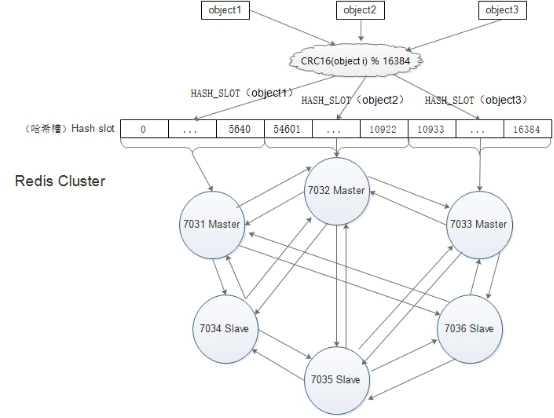 object1 object2 object3
CRC16(object i) % 16384
HASH_SLOT（object1）
HASH_SLOT（object2）
HASH_SLOT（object3）
（哈希槽）Hash slot 0 ... 5640 54601 ... 10922 10933 ... 16384
Redis Cluster
7031 Master 7032 Master 7033 Master
7034 Slave 7035 Slave 7036 Slave